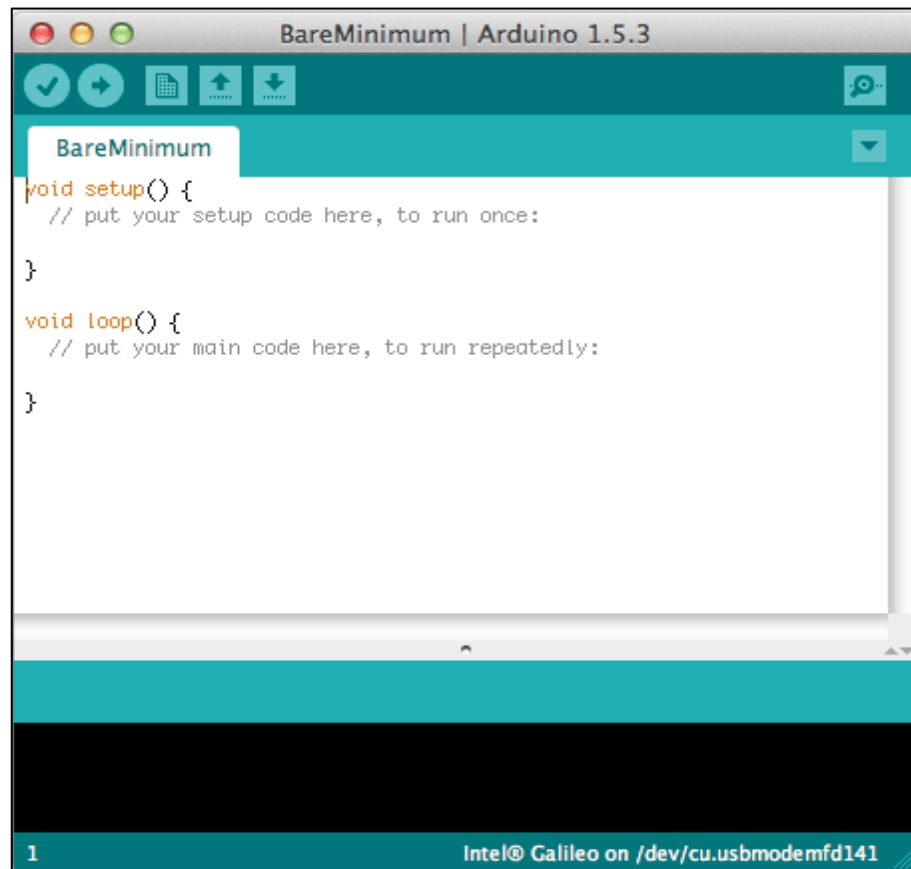 BareMinimum | Arduino 1.5.3
BareMinimum
void setup() {
  // put your setup code here, to run once:
}
void loop() {
  // put your main code here, to run repeatedly:
}
1
Intel® Galileo on /dev/cu.usbmodemfd141